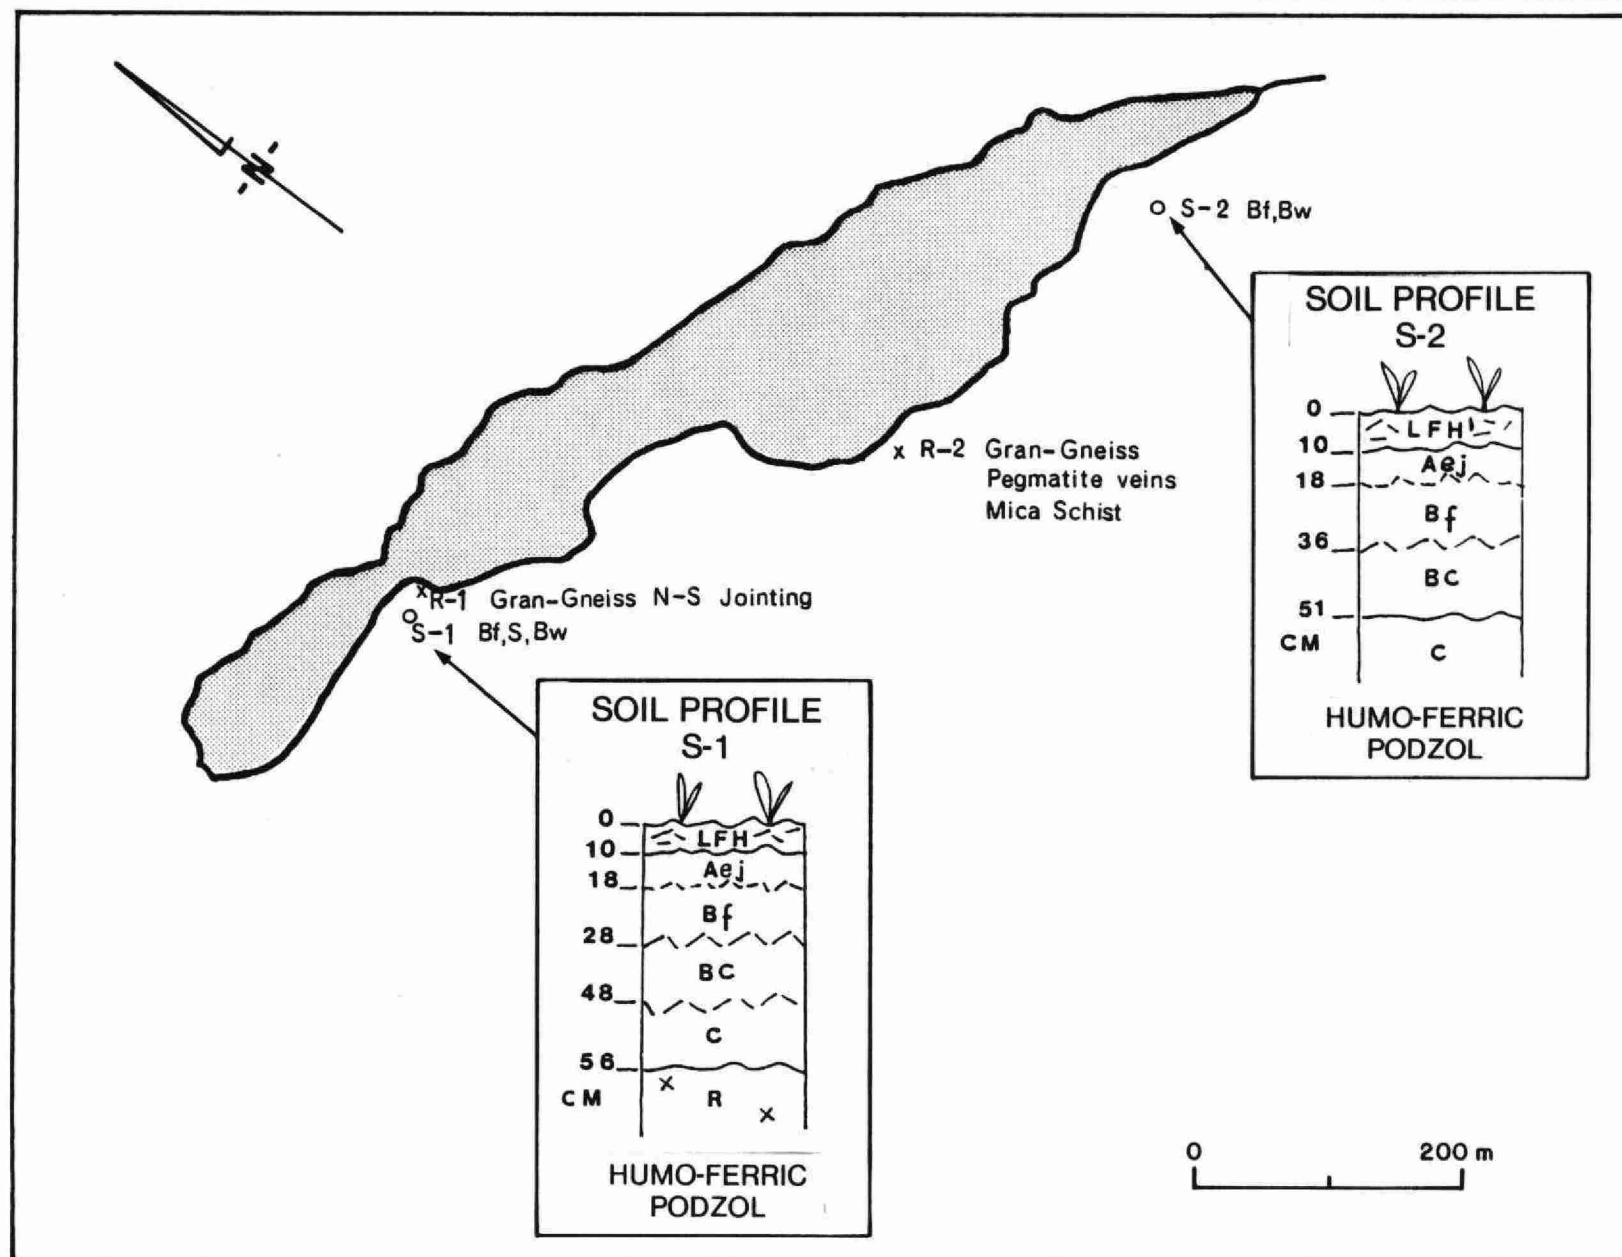 N
S-2 Bf,Bw
R-2 Gran-Gneiss
Pegmatite veins
Mica Schist
R-1 Gran-Gneiss N-S Jointing
S-1 Bf,S,Bw
SOIL PROFILE
S-2
0
LFH
10
Aej
18
Bf
36
BC
51
CM
C
HUMO-FERRIC
PODZOL
SOIL PROFILE
S-1
0
LFH
10
Aej
18
Bf
28
BC
48
C
56
CM R
HUMO-FERRIC
PODZOL
0 200 m